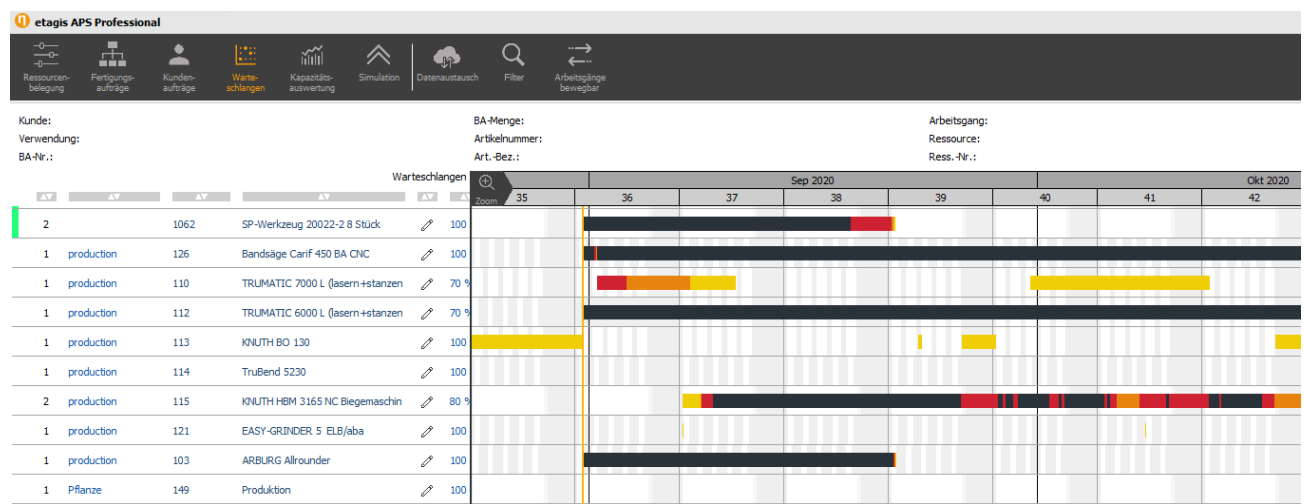 etagis APS Professional
Ressourcen-
belegung
Fertigungs-
aufträge
Kunden-
aufträge
Warte-
schlangen
Kapazitäts-
auswertung
Simulation
Datenaustausch
Filter
Arbeitsgänge
bewegbar
Kunde:
BA-Menge:
Arbeitsgang:
Verwendung:
Artikelnummer:
Ressource:
BA-Nr.:
Art.-Bez.:
Ress.-Nr.:
Warteschlangen
Zoom
Sep 2020
Okt 2020
35 36 37 38 39 40 41 42
2 1062 SP-Werkzeug 20022-2 8 Stück 100
1 production 126 Bandsäge Carif 450 BA CNC 100
1 production 110 TRUMATIC 7000 L (lasern+stanzen 70 %
1 production 112 TRUMATIC 6000 L (lasern+stanzen 70 %
1 production 113 KNUTH BO 130 100
1 production 114 TruBend 5230 100
2 production 115 KNUTH HBM 3165 NC Biegemaschin 80 %
1 production 121 EASY-GRINDER 5 ELB/aba 100
1 production 103 ARBURG Allrounder 100
1 Pflanze 149 Produktion 100